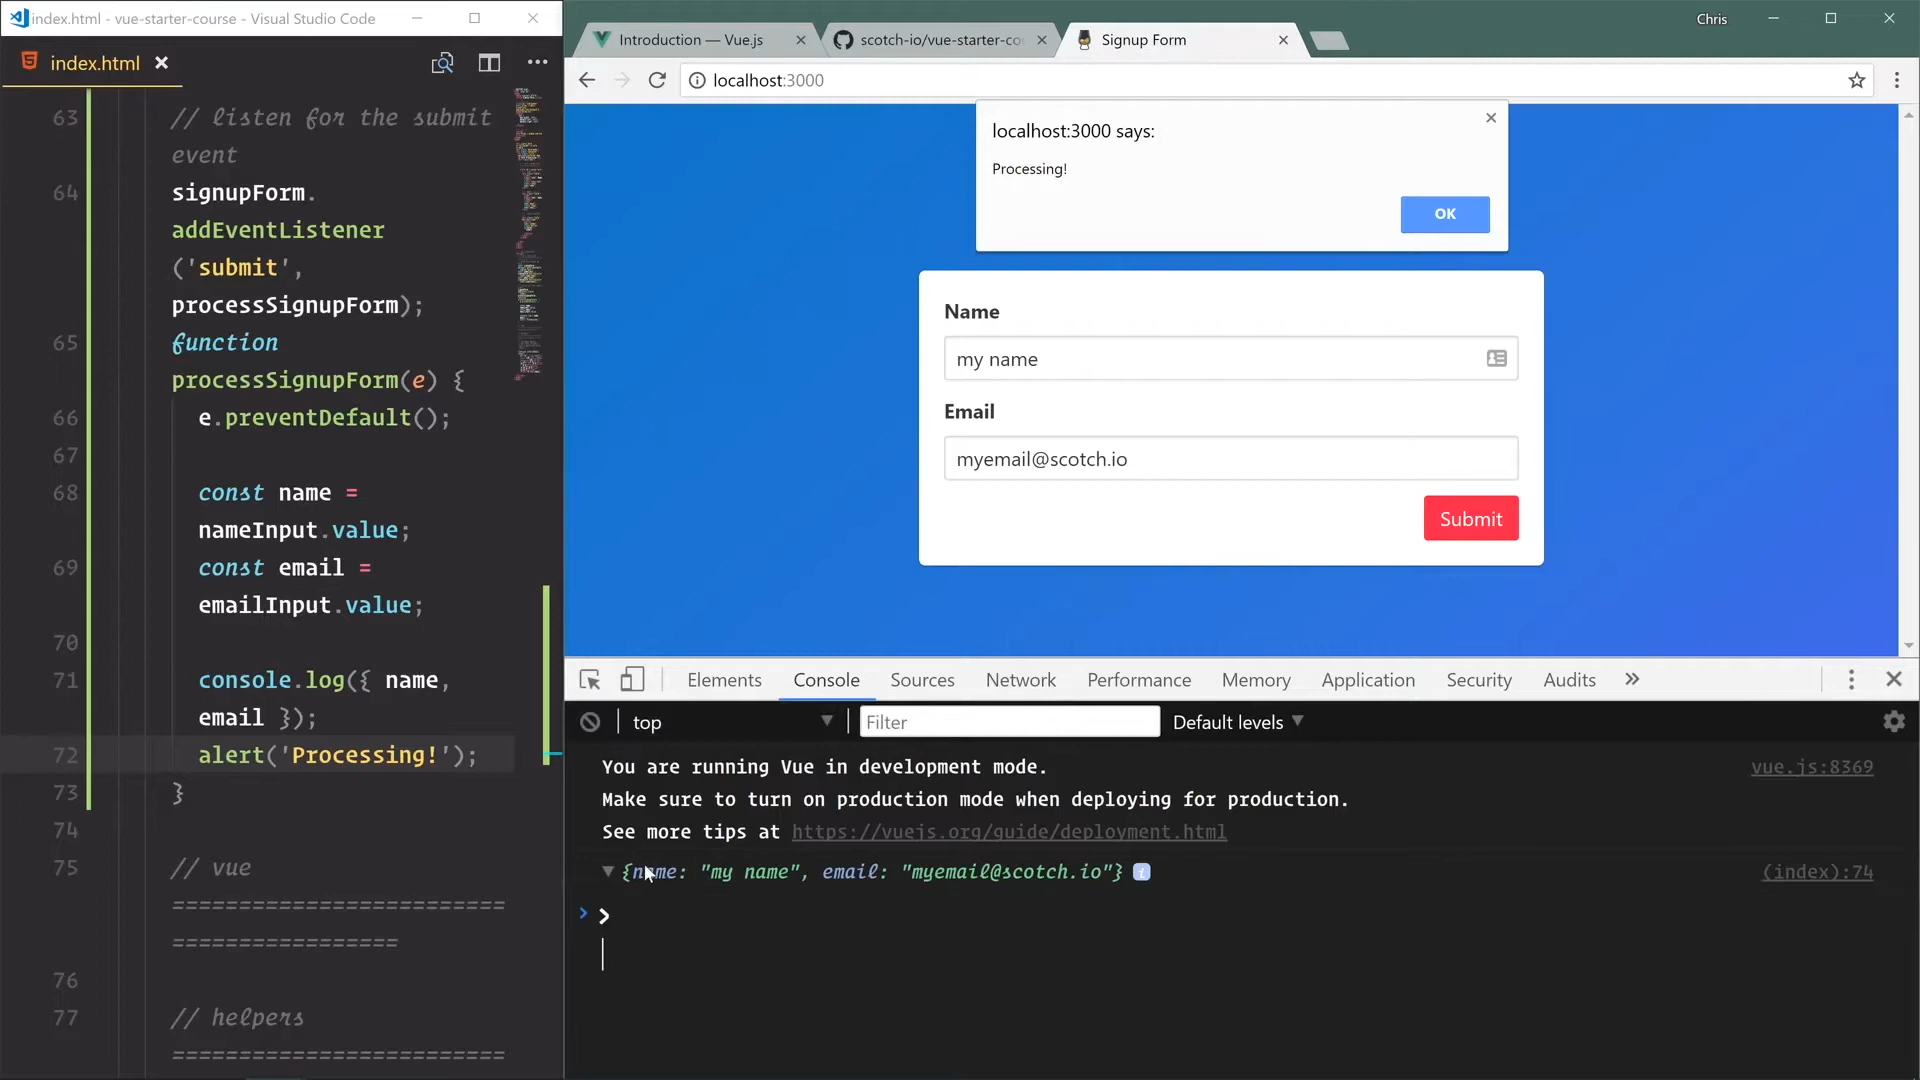 index.html - vue-starter-course - Visual Studio Code
index.html
63 // listen for the submit
event
64 signupForm.
addEventListener
('submit',
processSignupForm);
65 function
processSignupForm(e) {
66 e.preventDefault();
67
68 const name =
nameInput.value;
69 const email =
emailInput.value;
70
71 console.log({ name,
email });
72 alert('Processing!');
73 }
74
75 // vue
=========================
=================
76
77 // helpers
=========================
Introduction — Vue.js
scotch-io/vue-starter-co
Signup Form
Chris
localhost:3000
localhost:3000 says:
Processing!
OK
Name
my name
Email
myemail@scotch.io
Submit
Elements Console Sources Network Performance Memory Application Security Audits »
top Filter Default levels
You are running Vue in development mode. vue.js:8369
Make sure to turn on production mode when deploying for production.
See more tips at https://vuejs.org/guide/deployment.html
{name: "my name", email: "myemail@scotch.io"} i (index):74
> >